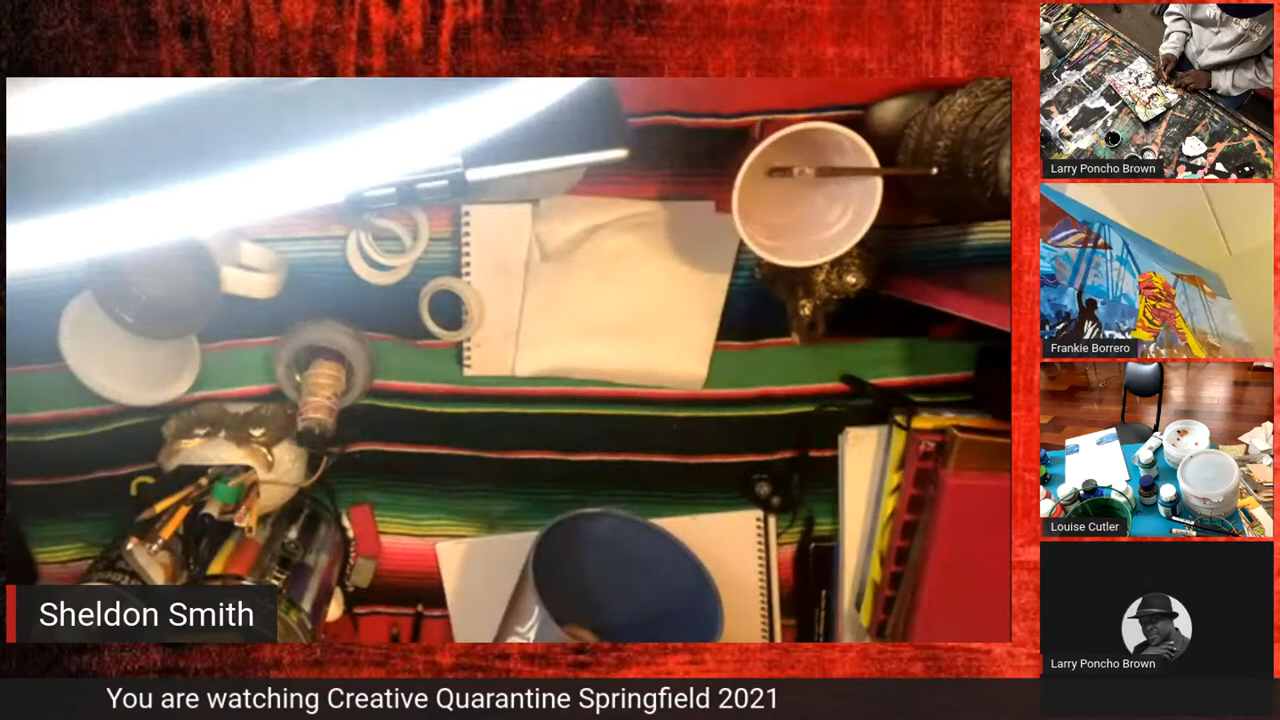 Larry Poncho Brown
Frankie Borrero
Louise Cutler
Sheldon Smith
Larry Poncho Brown
You are watching Creative Quarantine Springfield 2021